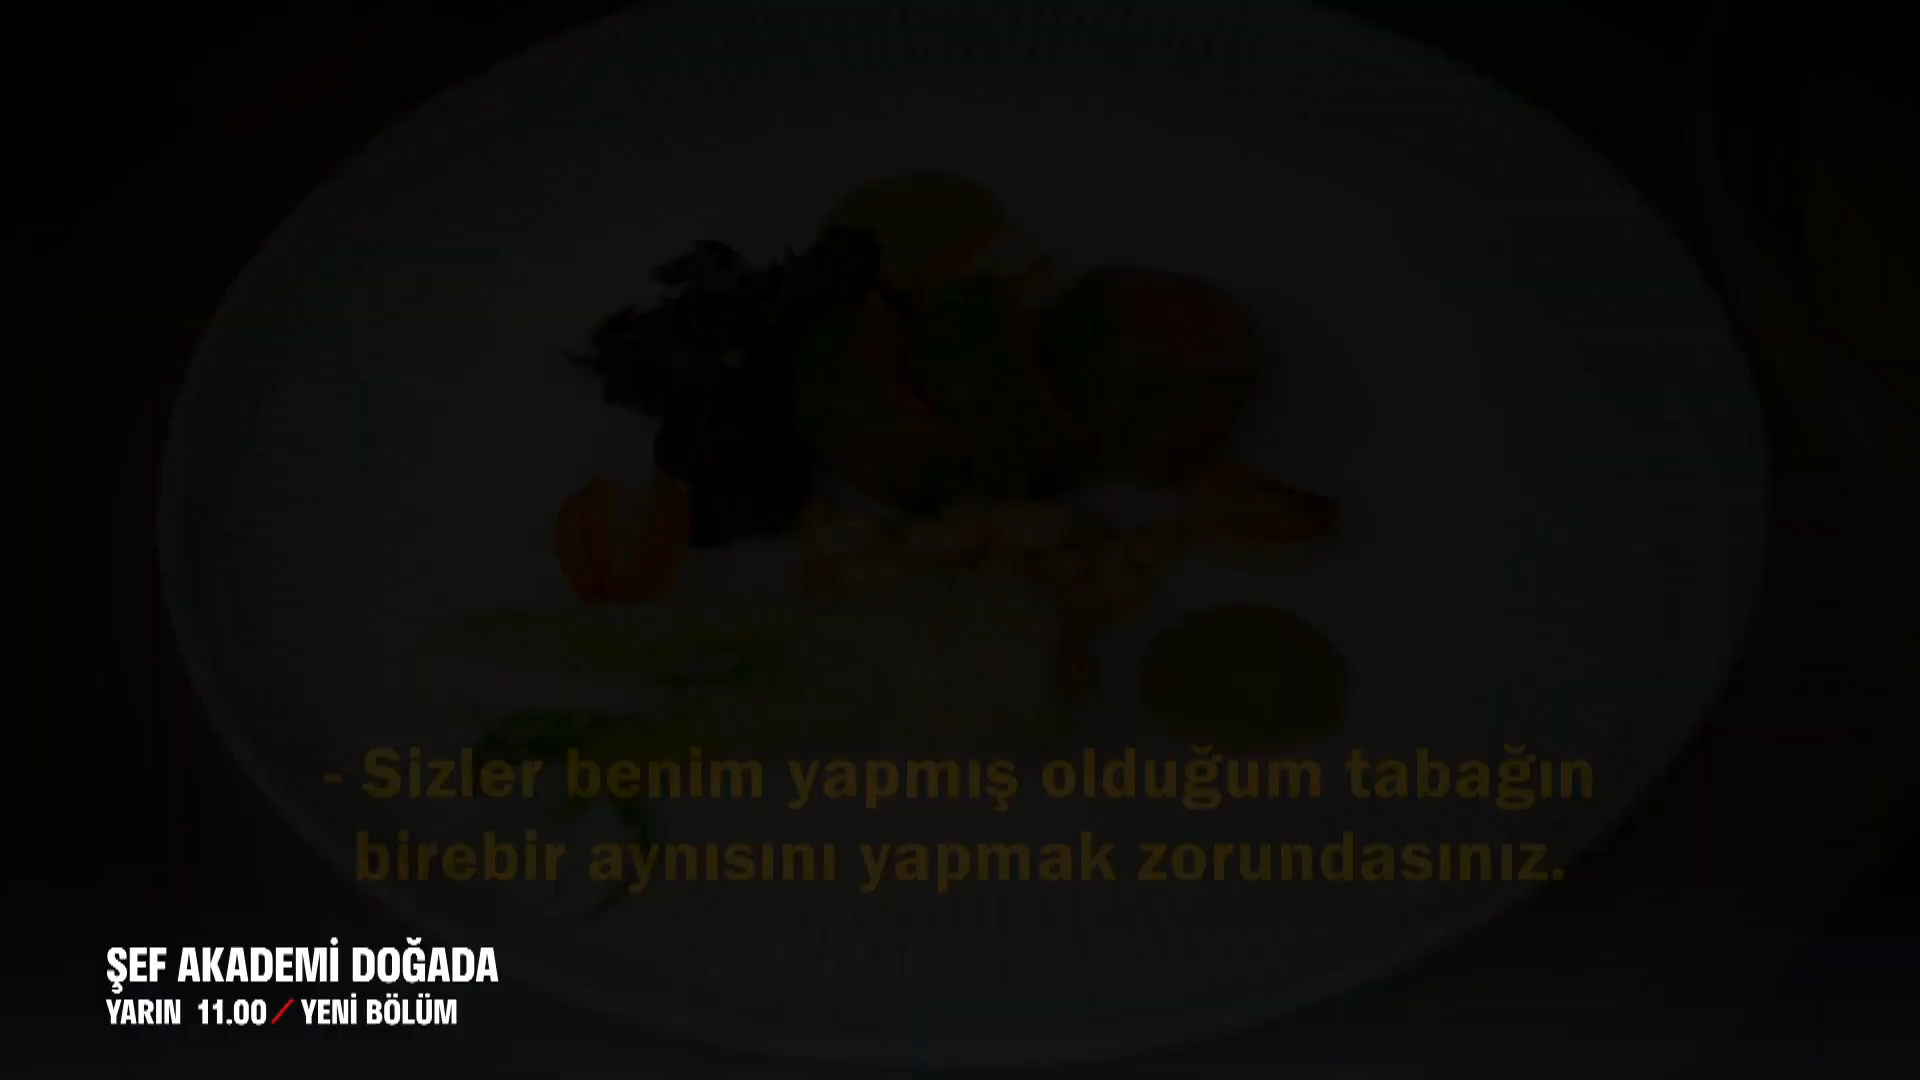 - Sizler benim yapmış olduğum tabağın
birebir aynısını yapmak zorundasınız.
ŞEF AKADEMİ DOĞADA
YARIN 11.00 / YENİ BÖLÜM